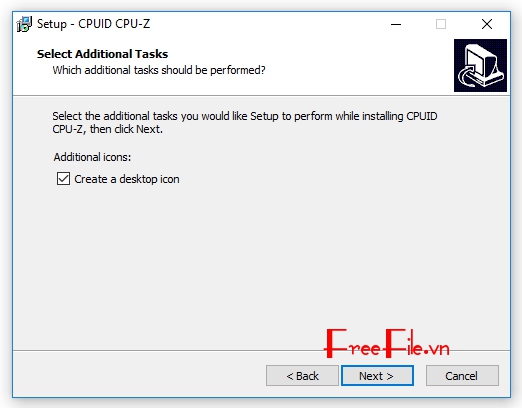 Setup - CPUID CPU-Z
Select Additional Tasks
Which additional tasks should be performed?
Select the additional tasks you would like Setup to perform while installing CPUID
CPU-Z, then click Next.
Additional icons:
Create a desktop icon
FreeFile.vn
< Back
Next >
Cancel